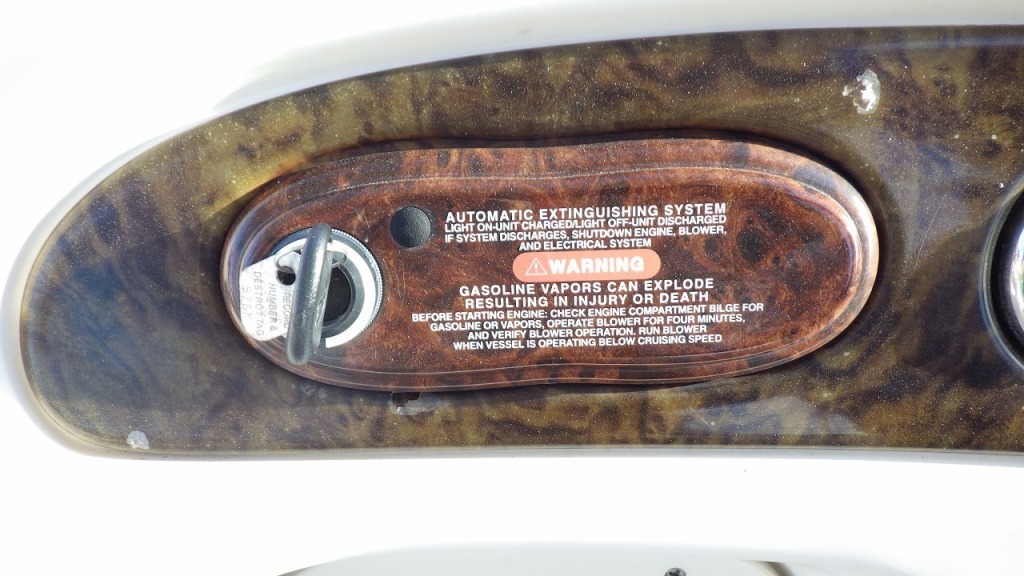 AUTOMATIC EXTINGUISHING SYSTEM
LIGHT ON-UNIT CHARGED/LIGHT OFF-UNIT DISCHARGED
IF SYSTEM DISCHARGES, SHUTDOWN ENGINE, BLOWER,
AND ELECTRICAL SYSTEM
WARNING
GASOLINE VAPORS CAN EXPLODE
RESULTING IN INJURY OR DEATH
BEFORE STARTING ENGINE: CHECK ENGINE COMPARTMENT BILGE FOR
GASOLINE OR VAPORS, OPERATE BLOWER FOR FOUR MINUTES,
AND VERIFY BLOWER OPERATION. RUN BLOWER
WHEN VESSEL IS OPERATING BELOW CRUISING SPEED
NUMBER &